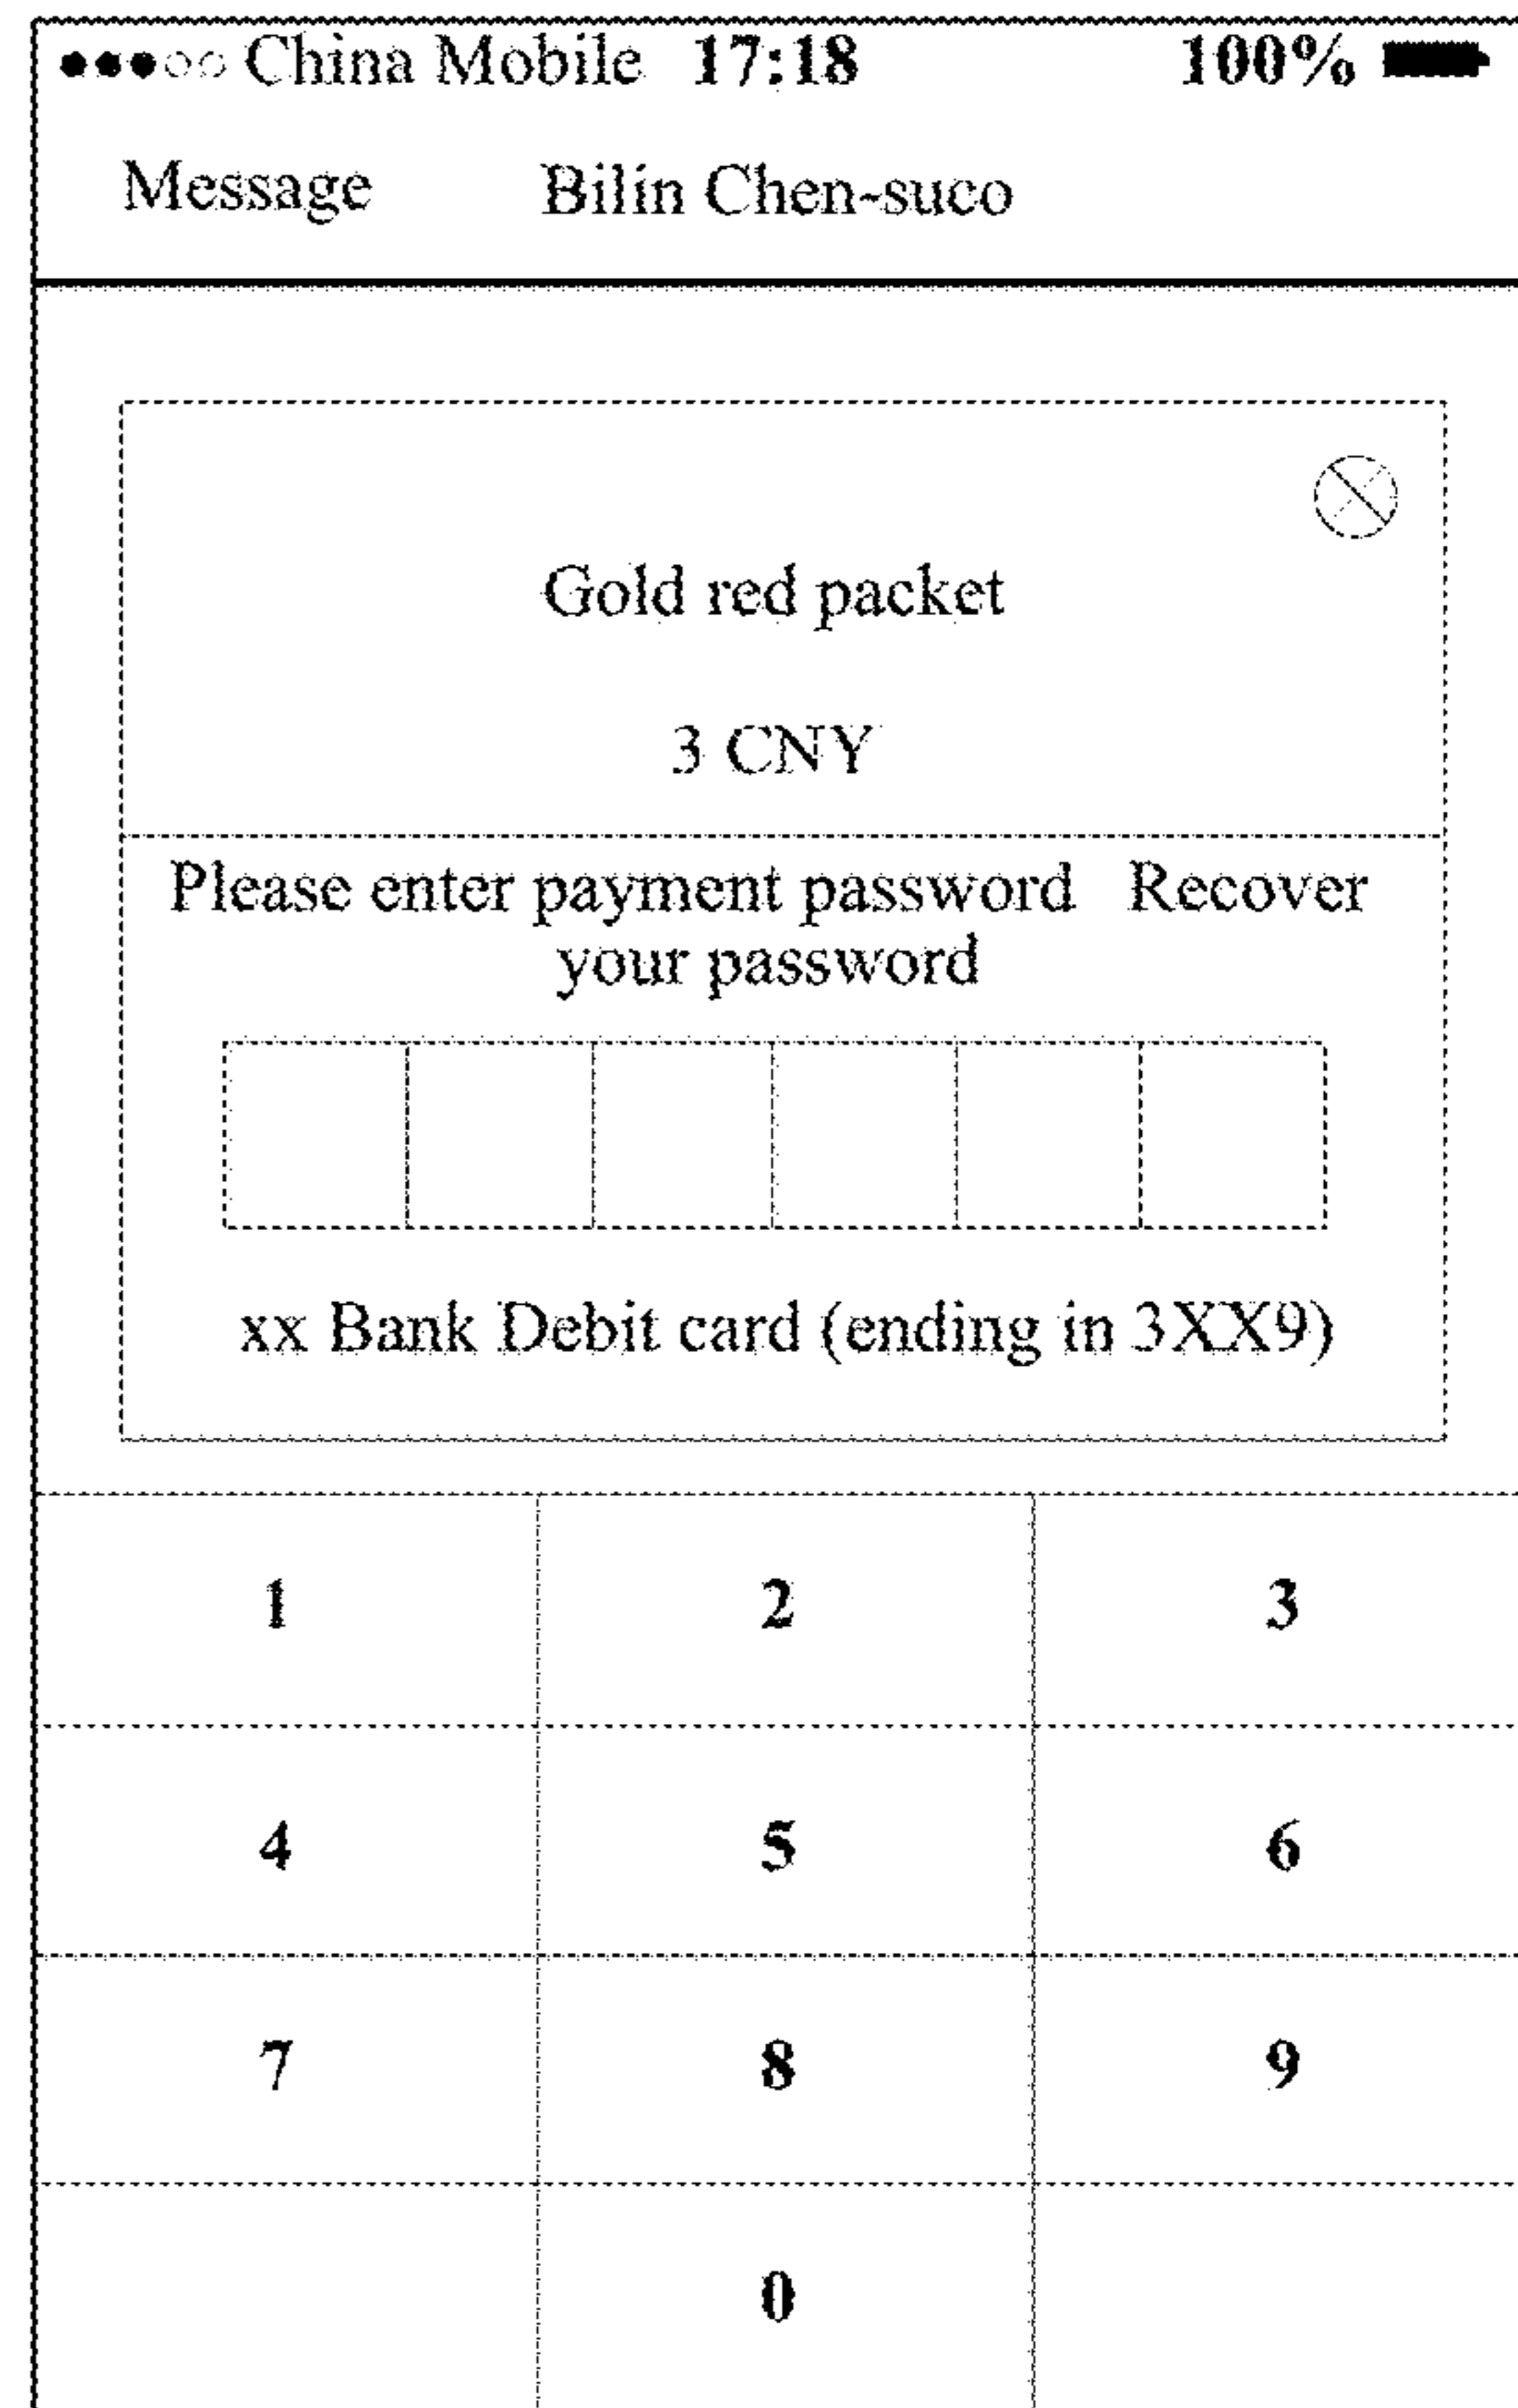 China Mobile 17:18 100%
Message Bilin Chen-suco
Gold red packet
3 CNY
Please enter payment password Recover
your password
xx Bank Debit card (ending in 3XX9)
1 2 3
4 5 6
7 8 9
0